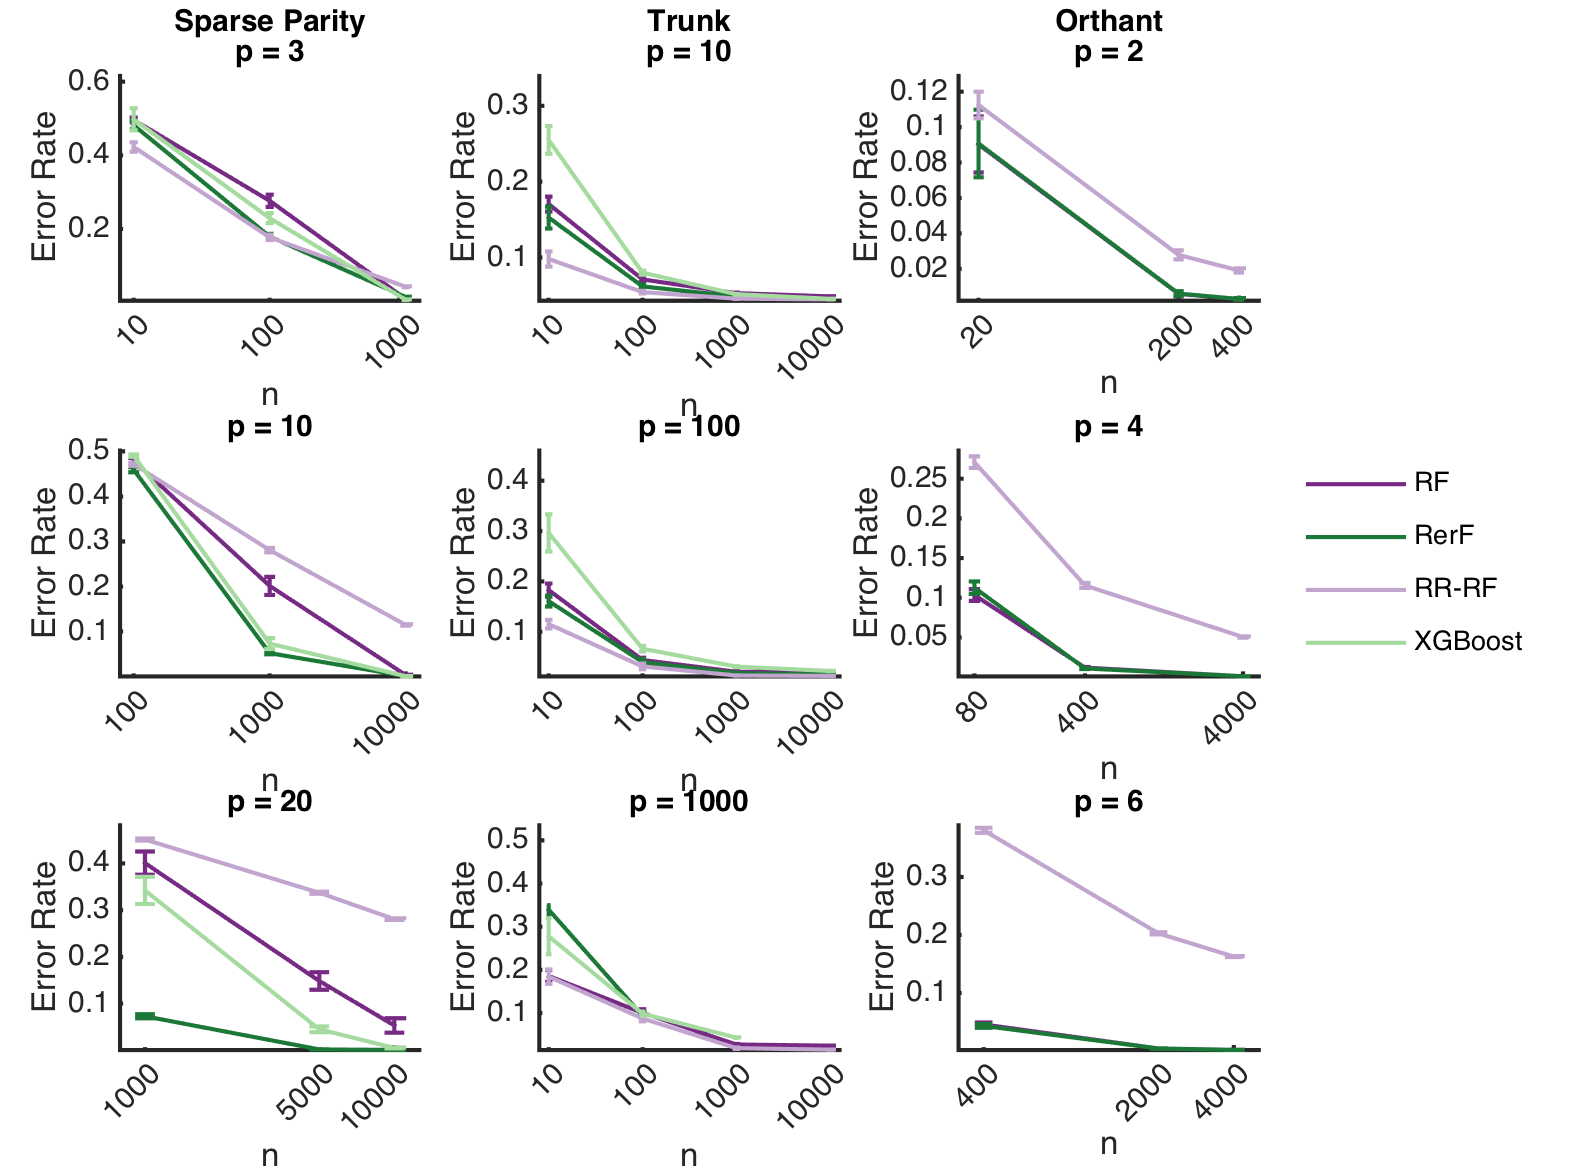 Sparse Parity
p = 3
Error Rate
0.6
0.4
0.2
10
100
1000
n
Trunk
p = 10
Error Rate
0.3
0.2
0.1
10
100
1000
10000
n
Orthant
p = 2
Error Rate
0.12
0.1
0.08
0.06
0.04
0.02
20
200
400
n
p = 10
Error Rate
0.5
0.4
0.3
0.2
0.1
100
1000
10000
n
p = 100
Error Rate
0.4
0.3
0.2
0.1
10
100
1000
10000
n
p = 4
Error Rate
0.25
0.2
0.15
0.1
0.05
80
400
4000
n
RF
RerF
RR-RF
XGBoost
p = 20
Error Rate
0.4
0.3
0.2
0.1
1000
5000
10000
n
p = 1000
Error Rate
0.5
0.4
0.3
0.2
0.1
10
100
1000
10000
n
p = 6
Error Rate
0.3
0.2
0.1
400
2000
4000
n